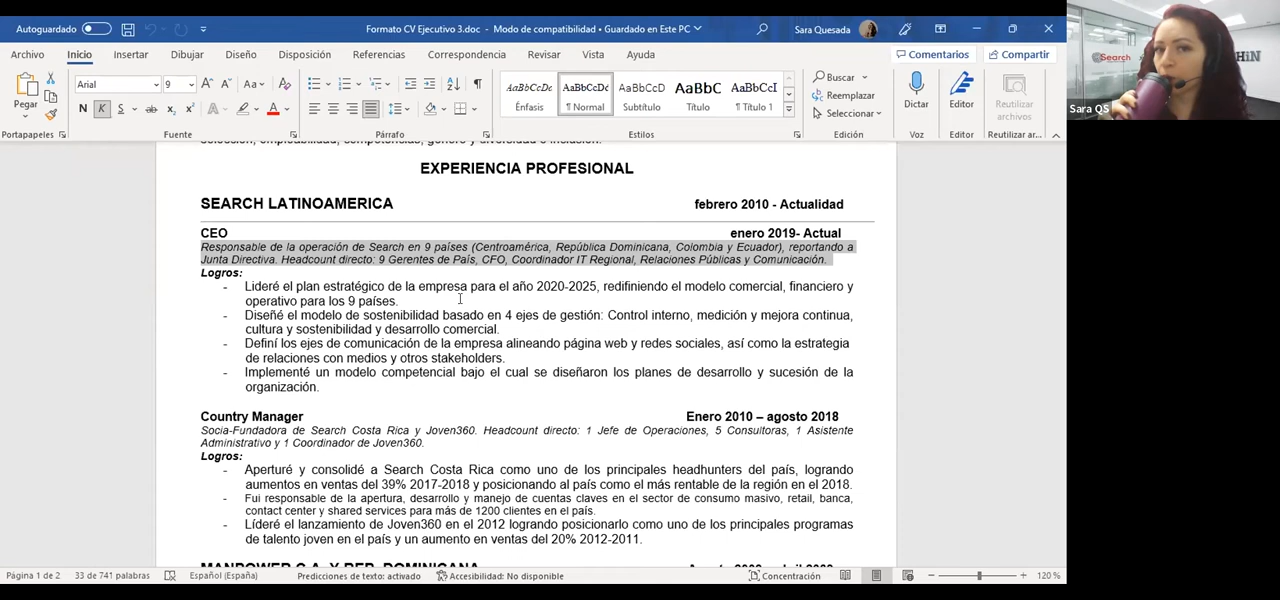 Autoguardado
Formato CV Ejecutivo 3.doc - Modo de compatibilidad • Guardado en Este PC
Sara Quesada
Archivo Inicio Insertar Dibujar Diseño Disposición Referencias Correspondencia Revisar Vista Ayuda
Comentarios Compartir
Pegar
Arial 9
Aa
N K S ab x₂ x² A A
AaBbCcDc AaBbCcDc AaBbCcD AaBbC AaBbCcI
Énfasis ¶ Normal Subtítulo Título ¶ Título 1
Buscar
Reemplazar
Seleccionar
Dictar Editor Reutilizar archivos
Portapapeles Fuente Párrafo Estilos Edición Voz Editor Reutilizar ar...
Search
HiN
Sara QS
selección, empleabilidad, competencias, género y diversidad e inclusión.
EXPERIENCIA PROFESIONAL
SEARCH LATINOAMERICA febrero 2010 - Actualidad
CEO enero 2019- Actual
Responsable de la operación de Search en 9 países (Centroamérica, República Dominicana, Colombia y Ecuador), reportando a
Junta Directiva. Headcount directo: 9 Gerentes de País, CFO, Coordinador IT Regional, Relaciones Públicas y Comunicación.
Logros:
- Lideré el plan estratégico de la empresa para el año 2020-2025, redifiniendo el modelo comercial, financiero y
operativo para los 9 países.
- Diseñé el modelo de sostenibilidad basado en 4 ejes de gestión: Control interno, medición y mejora continua,
cultura y sostenibilidad y desarrollo comercial.
- Definí los ejes de comunicación de la empresa alineando página web y redes sociales, así como la estrategia
de relaciones con medios y otros stakeholders.
- Implementé un modelo competencial bajo el cual se diseñaron los planes de desarrollo y sucesión de la
organización.
Country Manager Enero 2010 – agosto 2018
Socia-Fundadora de Search Costa Rica y Joven360. Headcount directo: 1 Jefe de Operaciones, 5 Consultoras, 1 Asistente
Administrativo y 1 Coordinador de Joven360.
Logros:
- Aperturé y consolidé a Search Costa Rica como uno de los principales headhunters del país, logrando
aumentos en ventas del 39% 2017-2018 y posicionando al país como el más rentable de la región en el 2018.
- Fui responsable de la apertura, desarrollo y manejo de cuentas claves en el sector de consumo masivo, retail, banca,
contact center y shared services para más de 1200 clientes en el país.
- Líderé el lanzamiento de Joven360 en el 2012 logrando posicionarlo como uno de los principales programas
de talento joven en el país y un aumento en ventas del 20% 2012-2011.
MANPOWER C.A. Y REP. DOMINICANA
Página 1 de 2 33 de 741 palabras Español (España) Predicciones de texto: activado Accesibilidad: No disponible Concentración 120 %